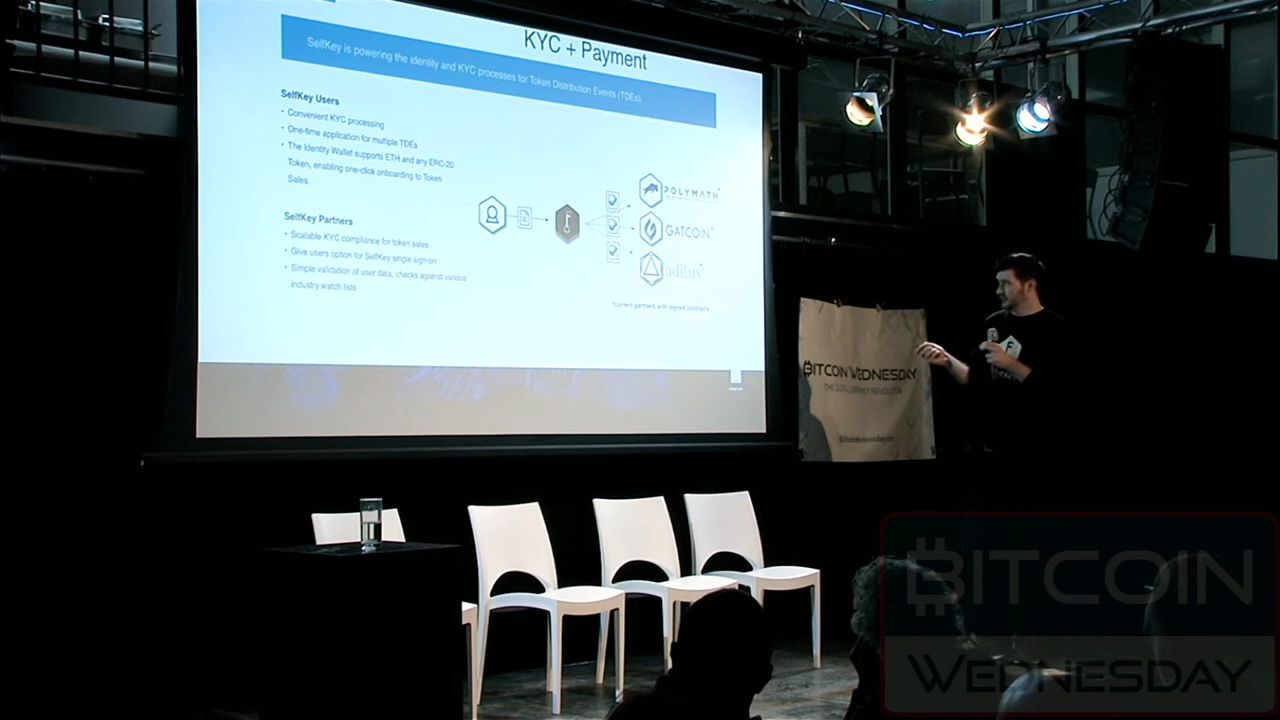 KYC + Payment
SelfKey is powering the identity and KYC processes for Token Distribution Events (TDEs).
SelfKey Users
• Convenient KYC processing
• One-time application for multiple TDEs
• The Identity Wallet supports ETH and any ERC-20
Token, enabling one-click onboarding to Token
Sales.
SelfKey Partners
• Scalable KYC compliance for token sales
• Give users option for SelfKey single sign-on
• Simple validation of user data, checks against various
industry watch lists
POLYMATH*
GATCOIN*
aditus*
*current partners with signed contracts
BITCOIN WEDNESDAY
THE DIGITAL CURRENCY REVOLUTION
BITCOIN
WEDNESDAY